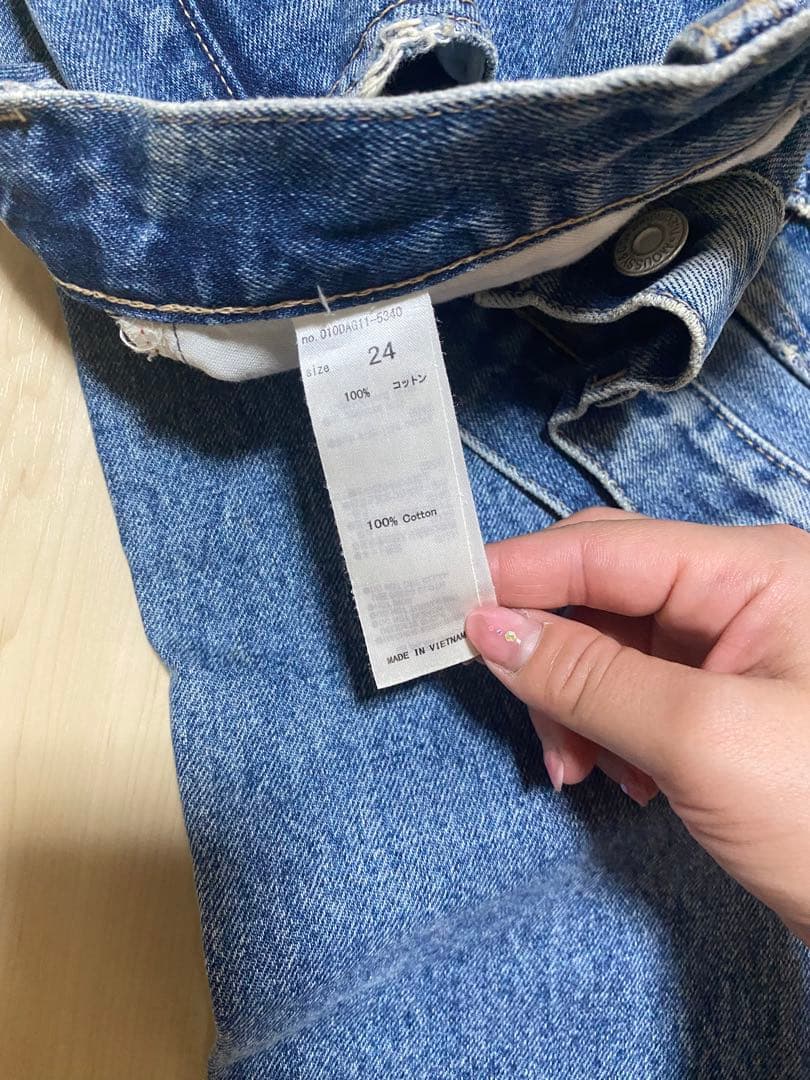 no. 010DAG11-5340
size 24
100% コットン
100% Cotton
MADE IN VIETNAM